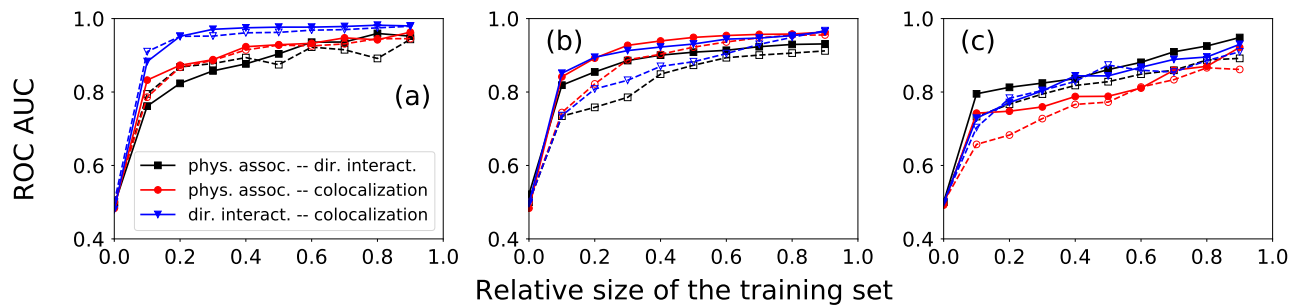 ROC AUC
1.0
0.8
0.6
0.4
0.0 0.2 0.4 0.6 0.8 1.0
(a)
phys. assoc. -- dir. interact.
phys. assoc. -- colocalization
dir. interact. -- colocalization
1.0
0.8
0.6
0.4
0.0 0.2 0.4 0.6 0.8 1.0
(b)
1.0
0.8
0.6
0.4
0.0 0.2 0.4 0.6 0.8 1.0
(c)
Relative size of the training set